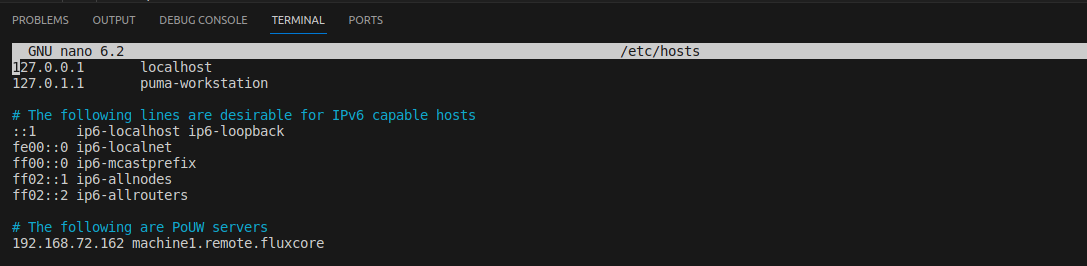 PROBLEMS OUTPUT DEBUG CONSOLE TERMINAL PORTS
GNU nano 6.2 /etc/hosts
127.0.0.1 localhost
127.0.1.1 puma-workstation
# The following lines are desirable for IPv6 capable hosts
::1 ip6-localhost ip6-loopback
fe00::0 ip6-localnet
ff00::0 ip6-mcastprefix
ff02::1 ip6-allnodes
ff02::2 ip6-allrouters
# The following are PoUW servers
192.168.72.162 machine1.remote.fluxcore